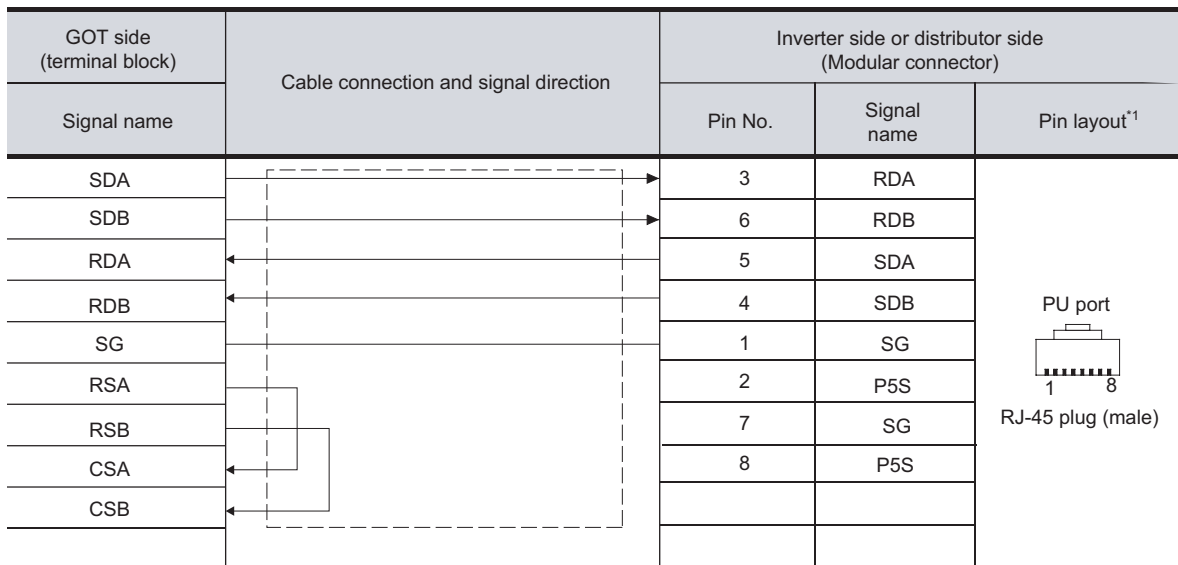 GOT side
(terminal block)
Cable connection and signal direction
Inverter side or distributor side
(Modular connector)
Signal name
Pin No.
Signal
name
Pin layout*1
SDA 3 RDA
SDB 6 RDB
RDA 5 SDA
RDB 4 SDB
SG 1 SG
RSA 2 P5S
RSB 7 SG
CSA 8 P5S
CSB
PU port
1 8
RJ-45 plug (male)